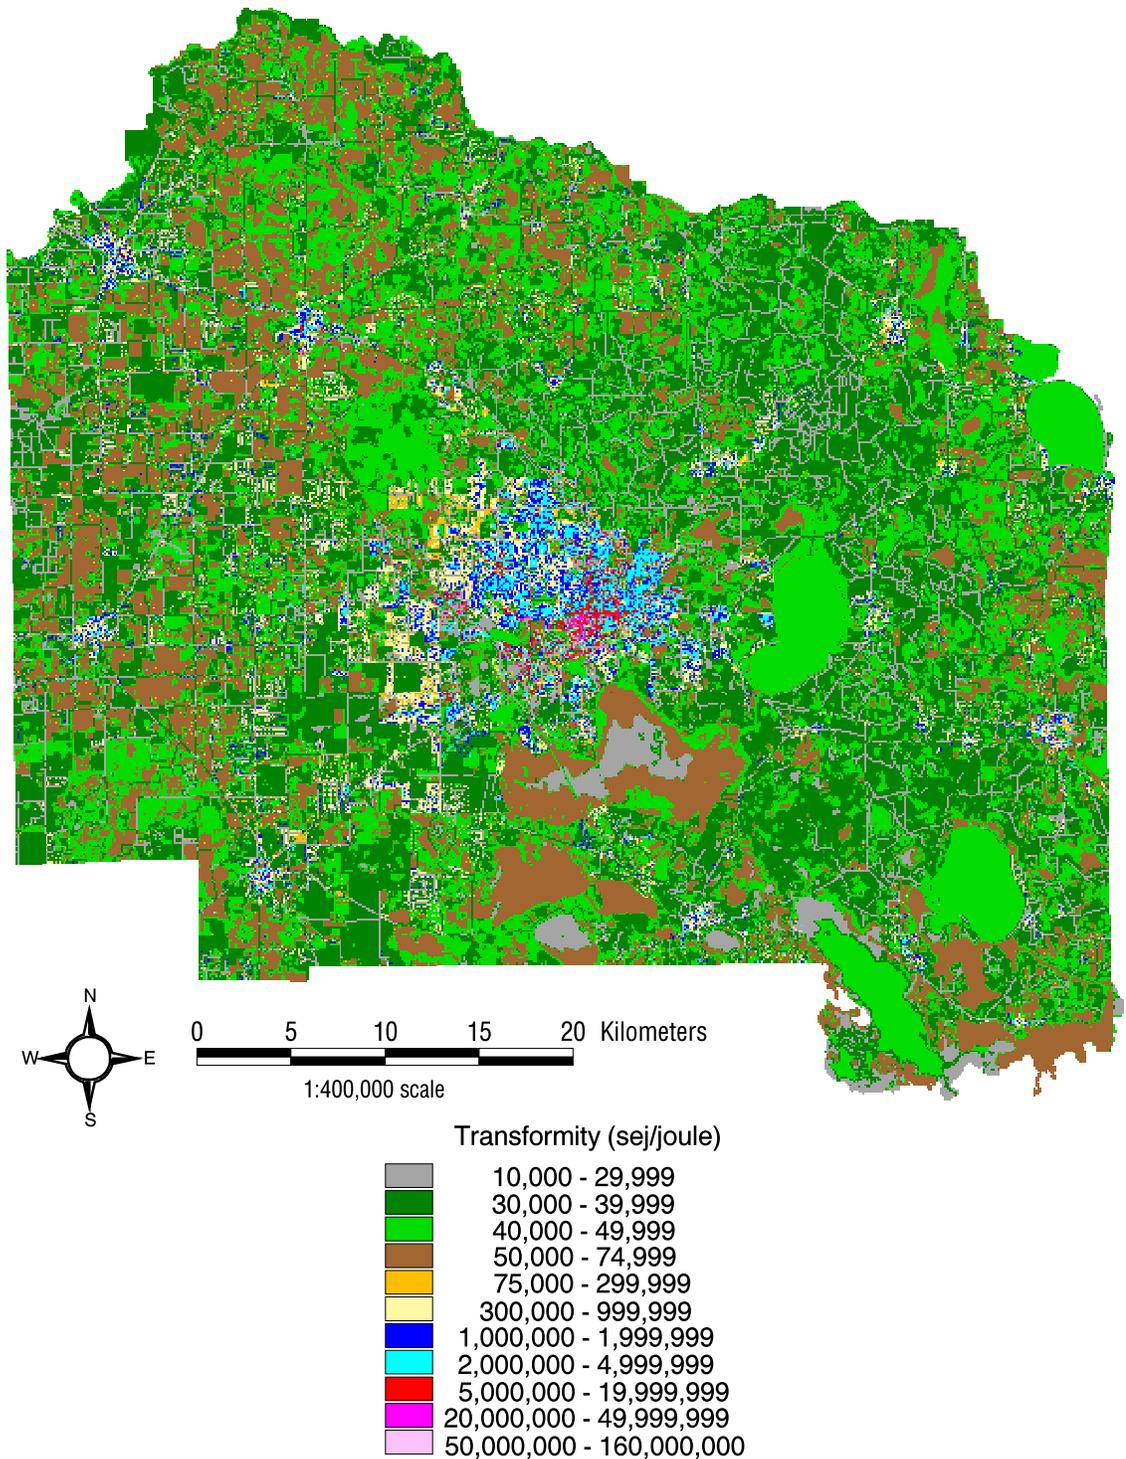 N
W E
S
0 5 10 15 20 Kilometers
1:400,000 scale
Transformity (sej/joule)
10,000 - 29,999
30,000 - 39,999
40,000 - 49,999
50,000 - 74,999
75,000 - 299,999
300,000 - 999,999
1,000,000 - 1,999,999
2,000,000 - 4,999,999
5,000,000 - 19,999,999
20,000,000 - 49,999,999
50,000,000 - 160,000,000